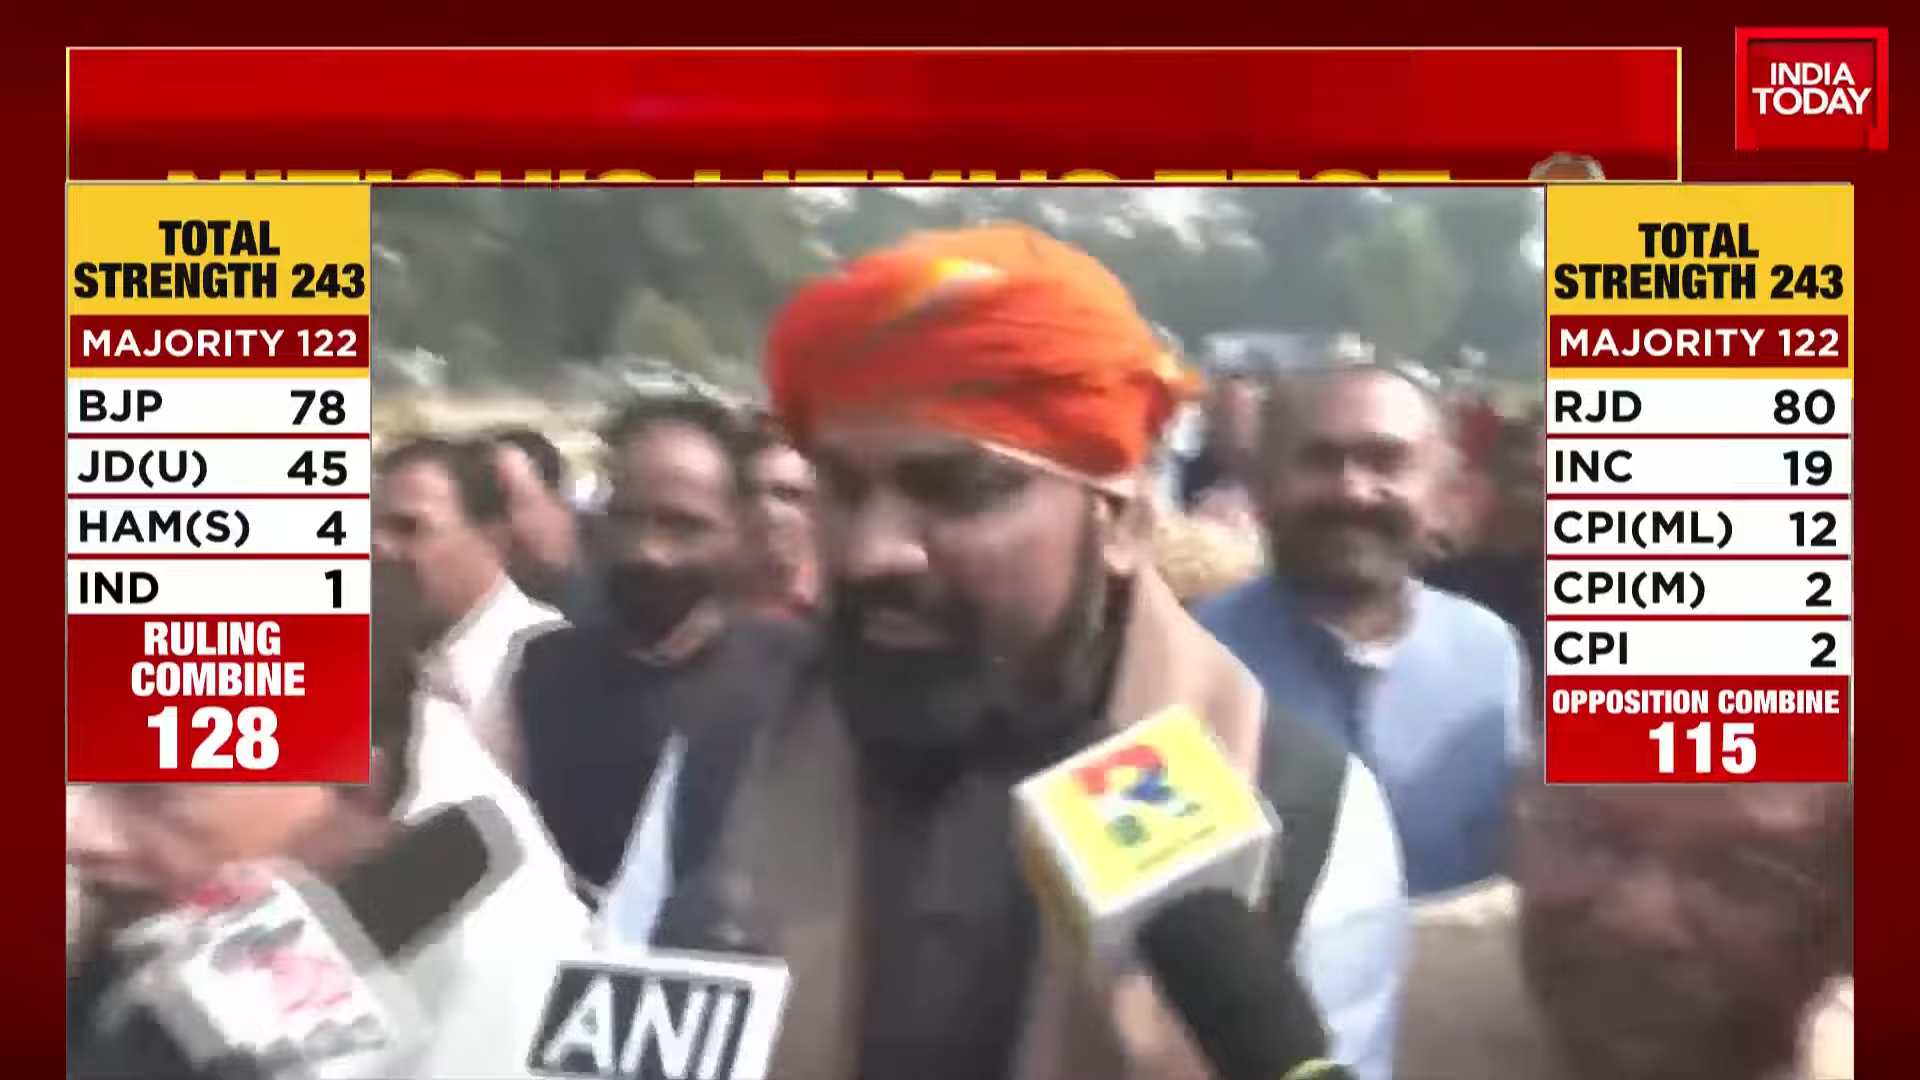 INDIA
TODAY
TOTAL
STRENGTH 243
MAJORITY 122
BJP 78
JD(U) 45
HAM(S) 4
IND 1
RULING
COMBINE
128
TOTAL
STRENGTH 243
MAJORITY 122
RJD 80
INC 19
CPI(ML) 12
CPI(M) 2
CPI 2
OPPOSITION COMBINE
115
ANI